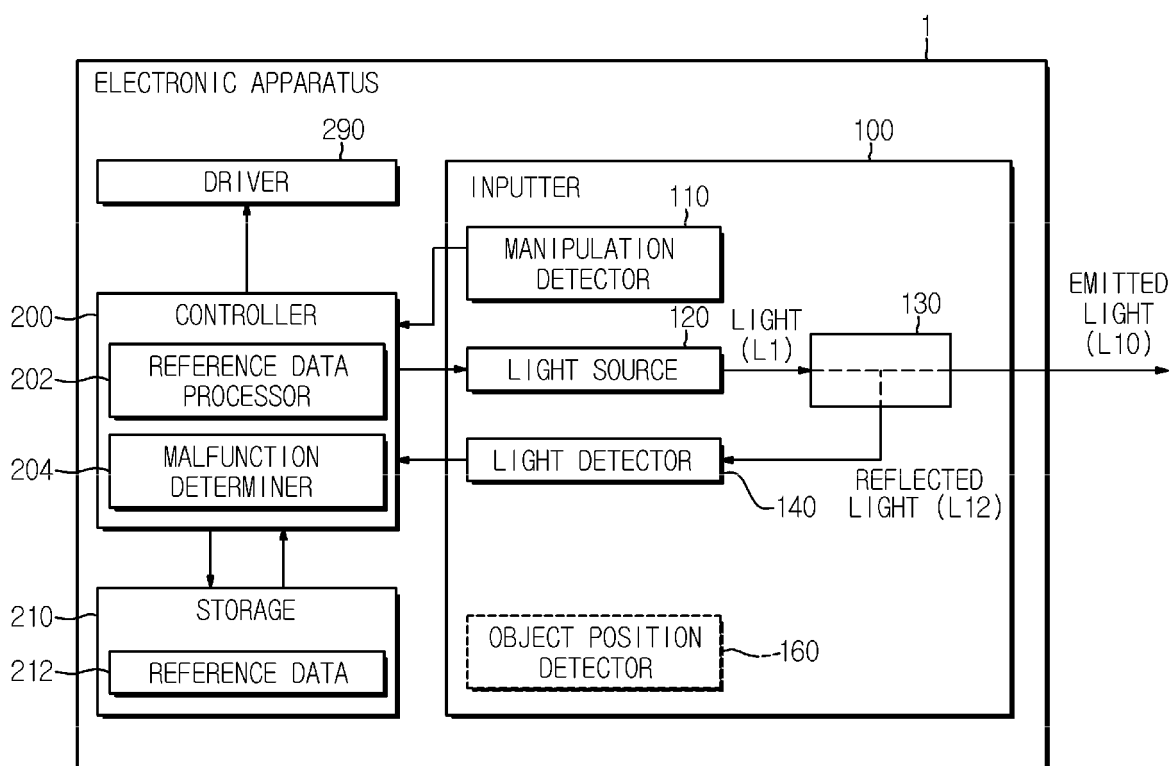 1
ELECTRONIC APPARATUS
290
DRIVER
100
INPUTTER
110
MANIPULATION
DETECTOR
200
CONTROLLER
202
REFERENCE DATA
PROCESSOR
204
MALFUNCTION
DETERMINER
120
LIGHT SOURCE
LIGHT
(L1)
130
EMITTED
LIGHT
(L10)
LIGHT DETECTOR
140
REFLECTED
LIGHT (L12)
210
STORAGE
212
REFERENCE DATA
OBJECT POSITION
DETECTOR
160